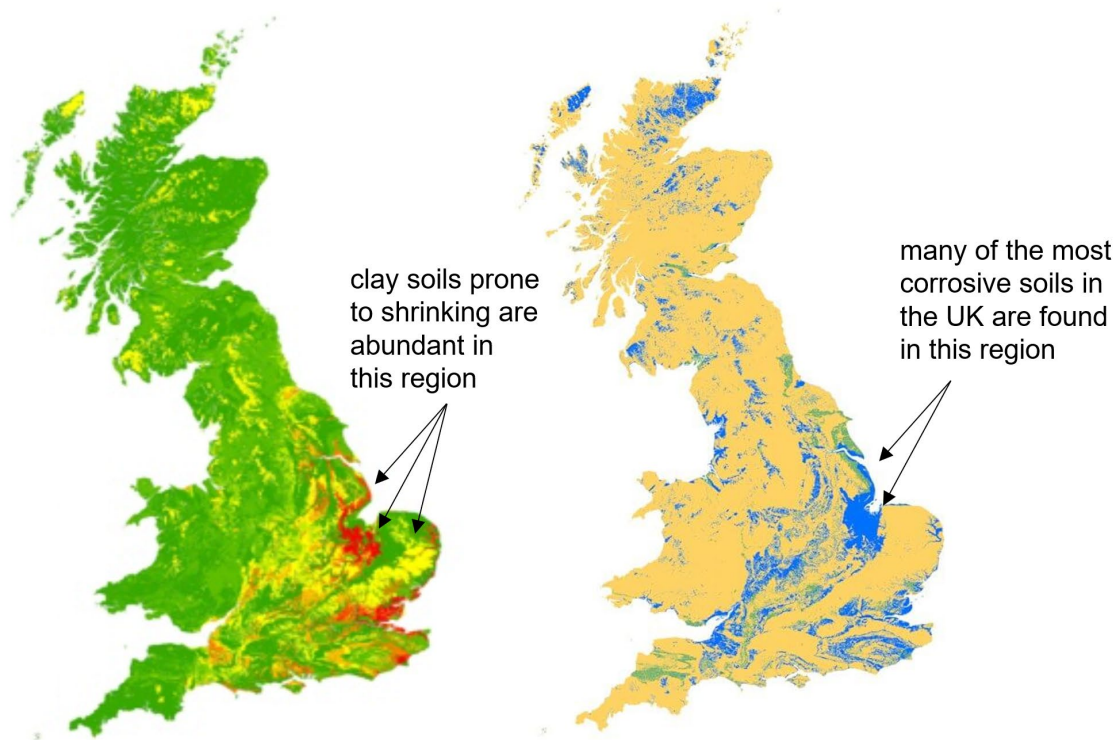 clay soils prone
to shrinking are
abundant in
this region
many of the most
corrosive soils in
the UK are found
in this region